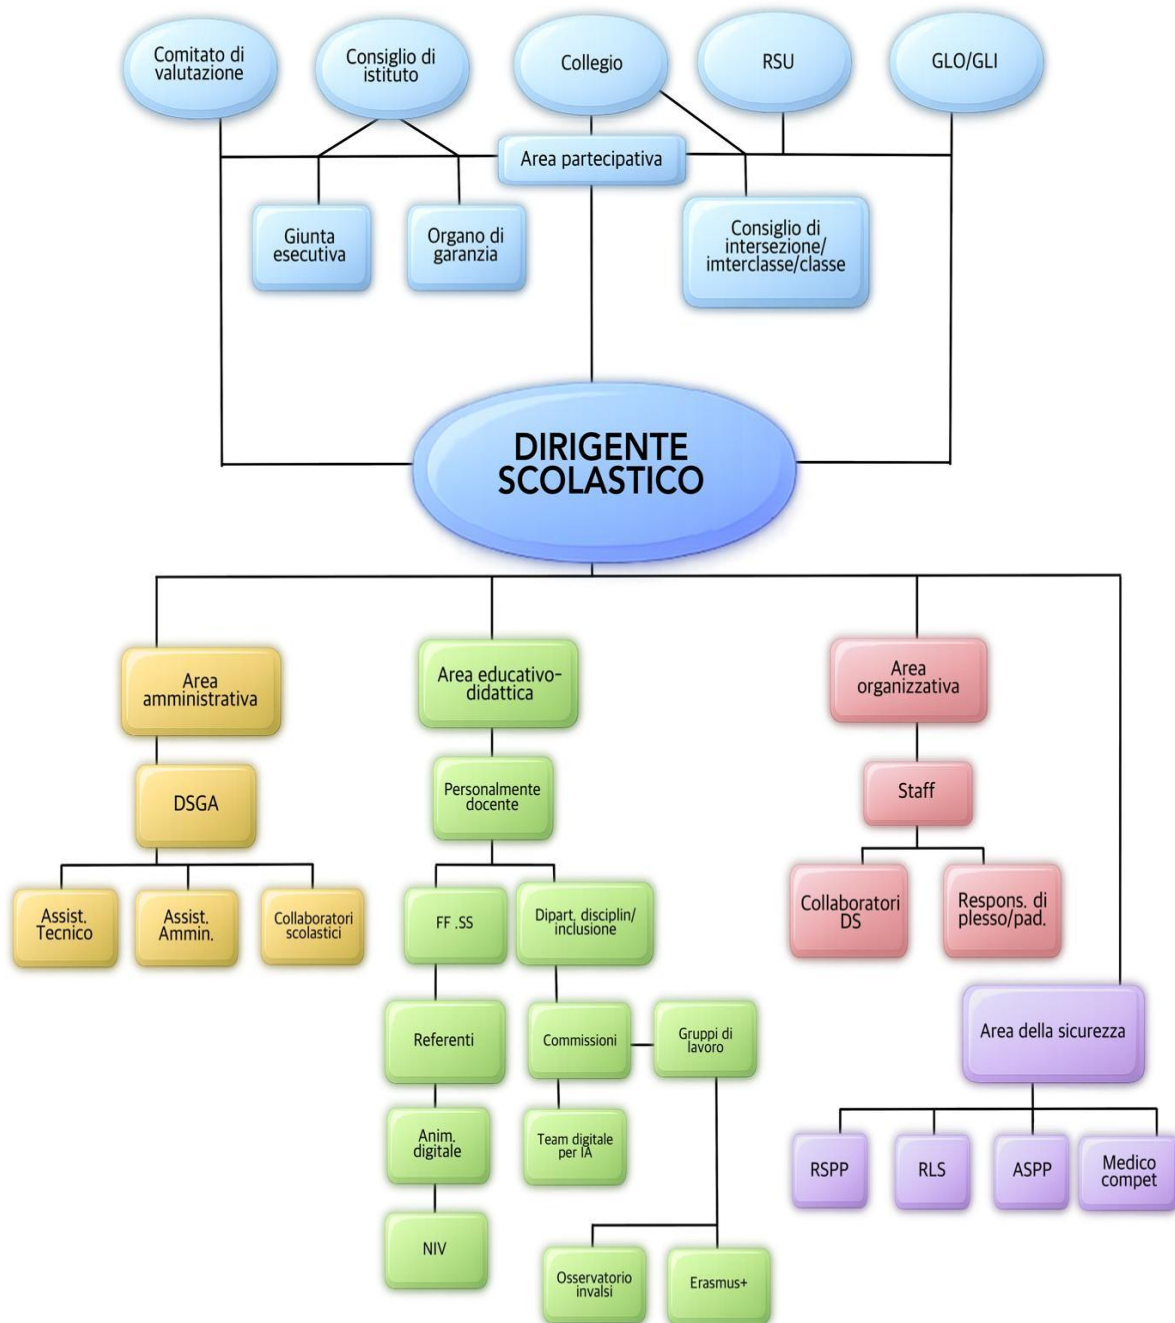 Comitato di
valutazione
Consiglio di
istituto
Collegio
RSU
GLO/GLI
Area partecipativa
Giunta
esecutiva
Organo di
garanzia
Consiglio di
intersezione/
imterclasse/classe
DIRIGENTE
SCOLASTICO
Area
amministrativa
Area educativo-
didattica
Area
organizzativa
DSGA
Personalmente
docente
Staff
Assist.
Tecnico
Assist.
Ammin.
Collaboratori
scolastici
FF .SS
Dipart. disciplin/
inclusione
Collaboratori
DS
Respons. di
plesso/pad.
Referenti
Commissioni
Gruppi di
lavoro
Area della sicurezza
Anim.
digitale
Team digitale
per IA
RSPP
RLS
ASPP
Medico
compet
NIV
Osservatorio
invalsi
Erasmus+